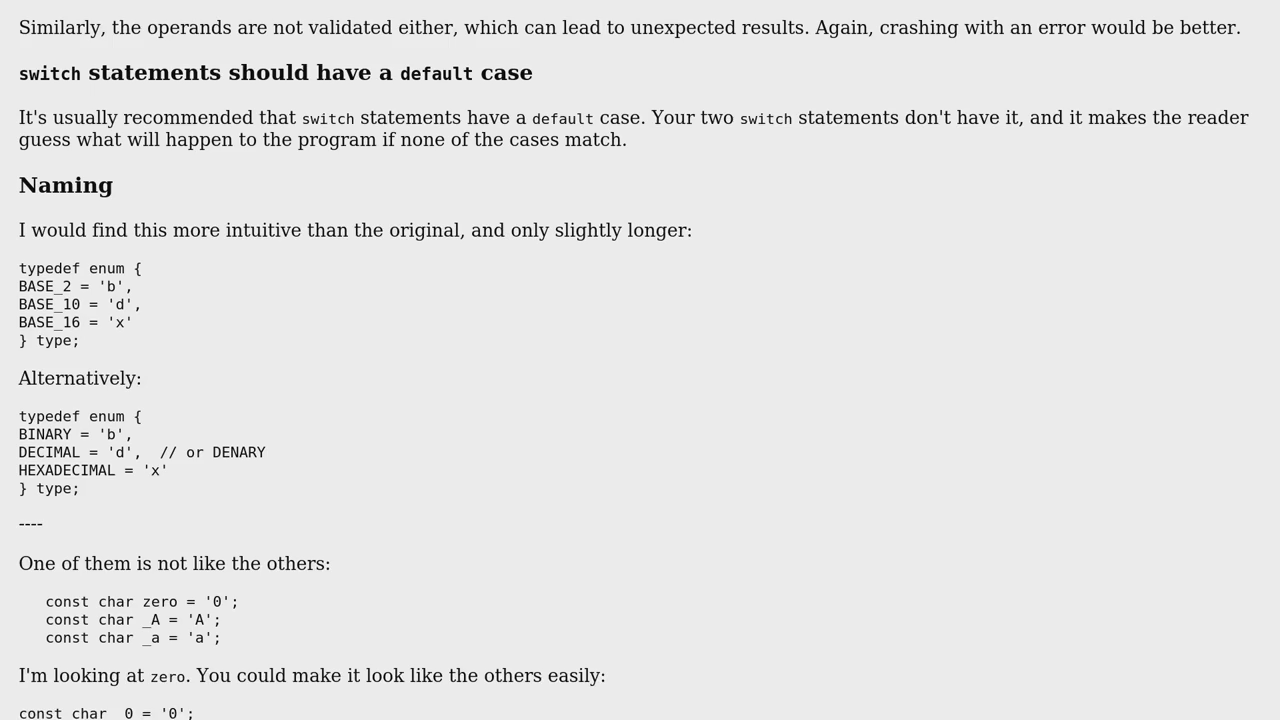 Similarly, the operands are not validated either, which can lead to unexpected results. Again, crashing with an error would be better.
switch statements should have a default case
It's usually recommended that switch statements have a default case. Your two switch statements don't have it, and it makes the reader
guess what will happen to the program if none of the cases match.
Naming
I would find this more intuitive than the original, and only slightly longer:
typedef enum {
BASE_2 = 'b',
BASE_10 = 'd',
BASE_16 = 'x'
} type;
Alternatively:
typedef enum {
BINARY = 'b',
DECIMAL = 'd',  // or DENARY
HEXADECIMAL = 'x'
} type;
----
One of them is not like the others:
   const char zero = '0';
   const char _A = 'A';
   const char _a = 'a';
I'm looking at zero. You could make it look like the others easily:
const char _0 = '0';